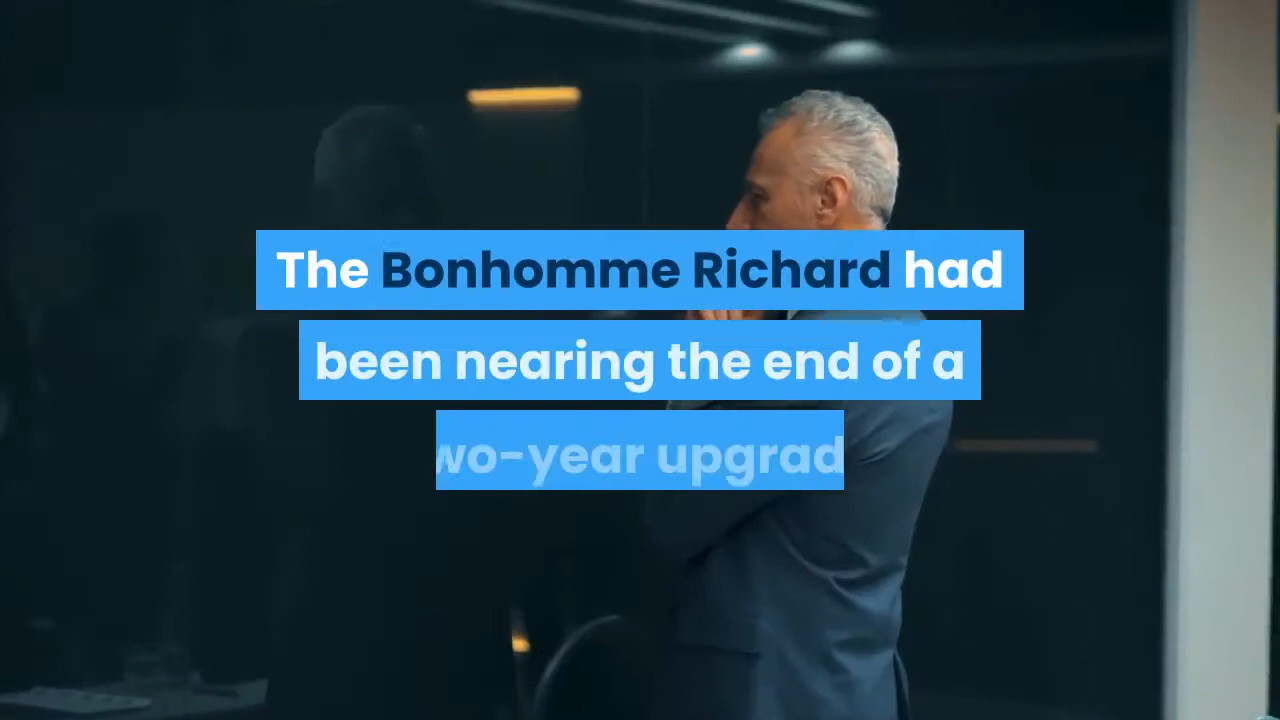 The Bonhomme Richard had
been nearing the end of a
wo-year upgrad